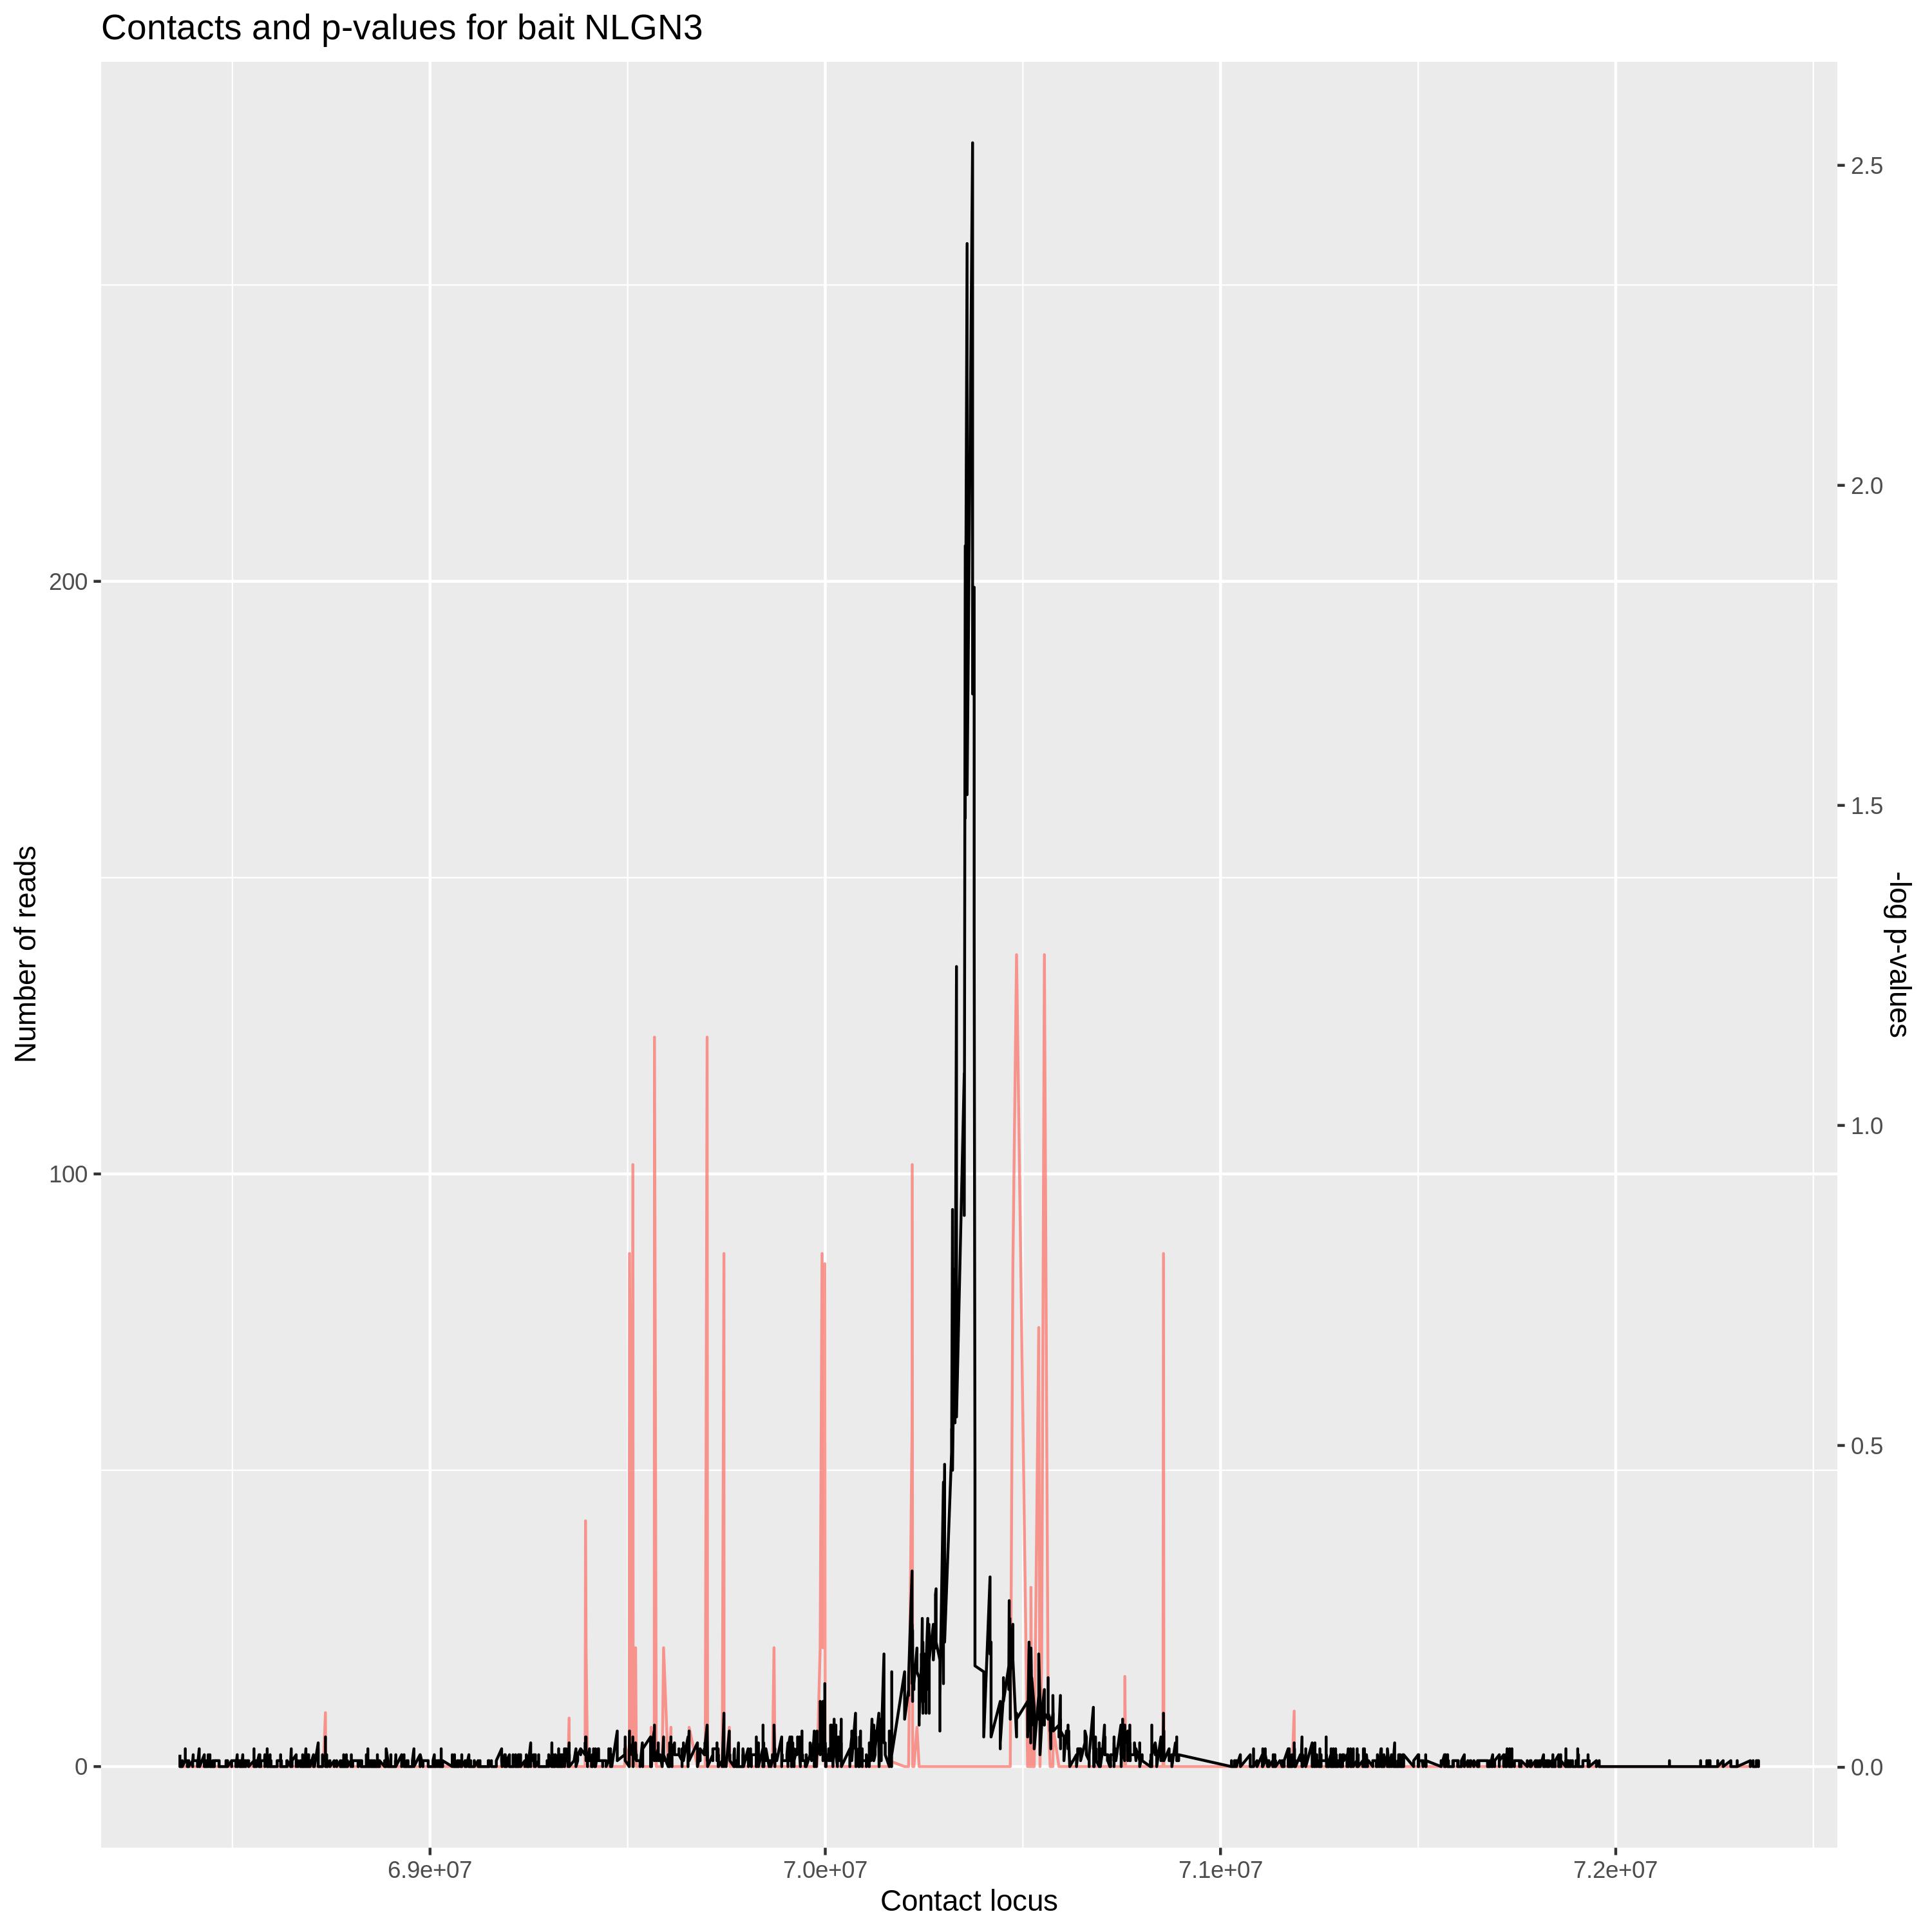 Contacts and p-values for bait NLGN3
Number of reads
200
100
0
2.5
2.0
1.5
1.0
0.5
0.0
-log p-values
6.9e+07 7.0e+07 7.1e+07 7.2e+07
Contact locus